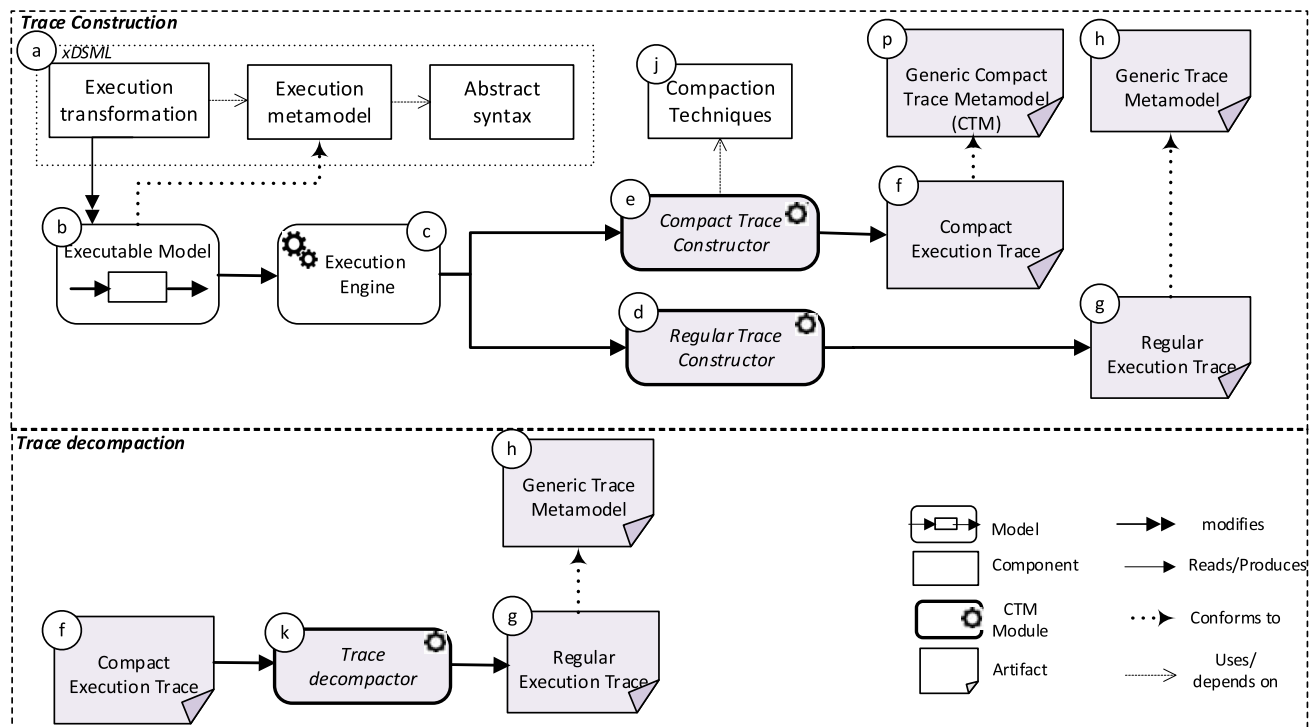 Trace Construction
a
xDSML
Execution
transformation
Execution
metamodel
Abstract
syntax
j
Compaction
Techniques
p
Generic Compact
Trace Metamodel
(CTM)
h
Generic Trace
Metamodel
b
Executable Model
c
Execution
Engine
e
Compact Trace
Constructor
f
Compact
Execution Trace
d
Regular Trace
Constructor
g
Regular
Execution Trace
Trace decompaction
h
Generic Trace
Metamodel
f
Compact
Execution Trace
k
Trace
decompactor
g
Regular
Execution Trace
Model
Component
CTM
Module
Artifact
modifies
Reads/Produces
Conforms to
Uses/
depends on